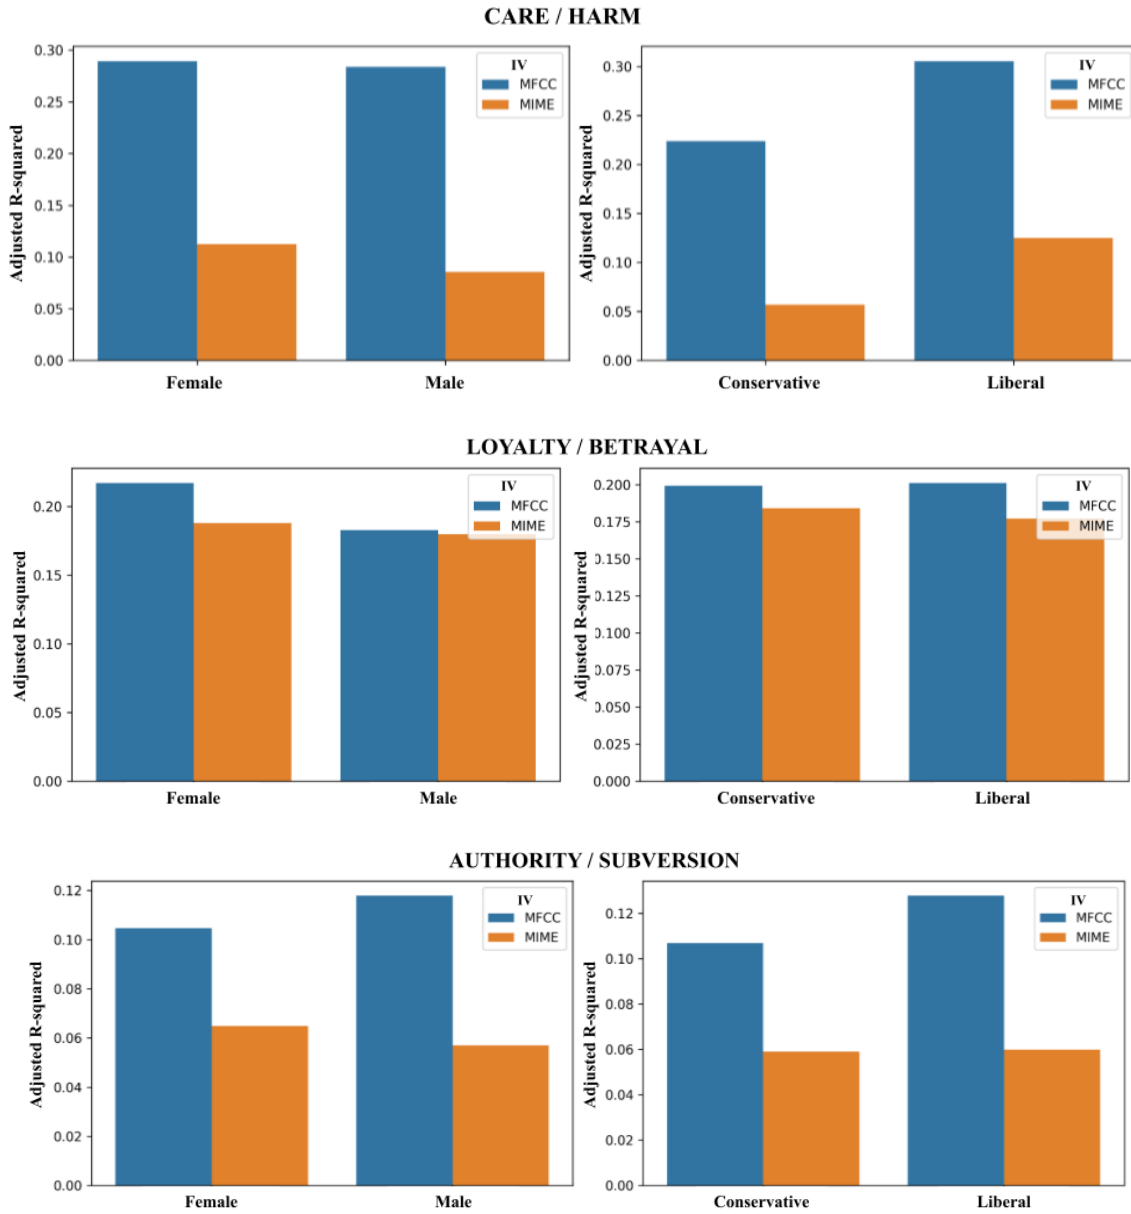 CARE / HARM
Adjusted R-squared
0.30
0.25
0.20
0.15
0.10
0.05
0.00
IV
MFCC
MIME
Female
Male
Adjusted R-squared
0.30
0.25
0.20
0.15
0.10
0.05
0.00
IV
MFCC
MIME
Conservative
Liberal
LOYALTY / BETRAYAL
Adjusted R-squared
0.20
0.15
0.10
0.05
0.00
IV
MFCC
MIME
Female
Male
Adjusted R-squared
0.200
0.175
0.150
0.125
0.100
0.075
0.050
0.025
0.000
IV
MFCC
MIME
Conservative
Liberal
AUTHORITY / SUBVERSION
Adjusted R-squared
0.12
0.10
0.08
0.06
0.04
0.02
0.00
IV
MFCC
MIME
Female
Male
Adjusted R-squared
0.12
0.10
0.08
0.06
0.04
0.02
0.00
IV
MFCC
MIME
Conservative
Liberal